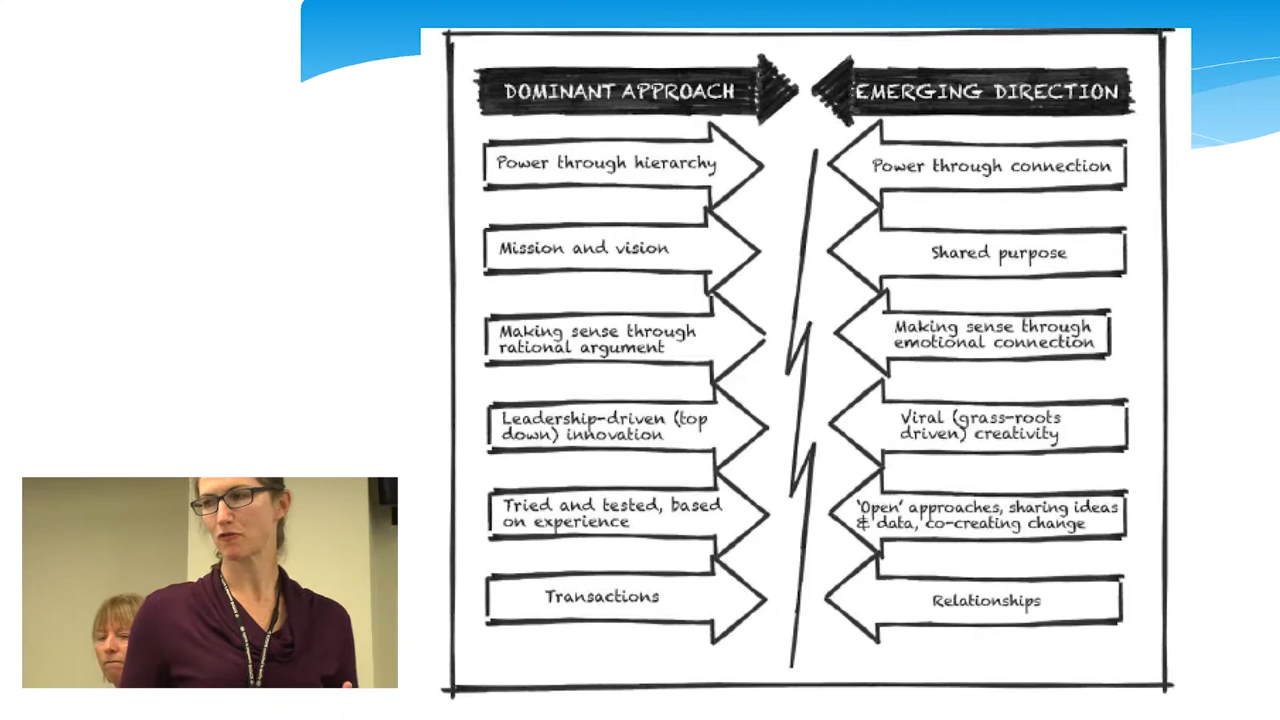 DOMINANT APPROACH
EMERGING DIRECTION
Power through hierarchy
Power through connection
Mission and vision
Shared purpose
Making sense through
rational argument
Making sense through
emotional connection
Leadership-driven (top
down) innovation
Viral (grass-roots
driven) creativity
Tried and tested, based
on experience
'Open' approaches, sharing ideas
& data, co-creating change
Transactions
Relationships